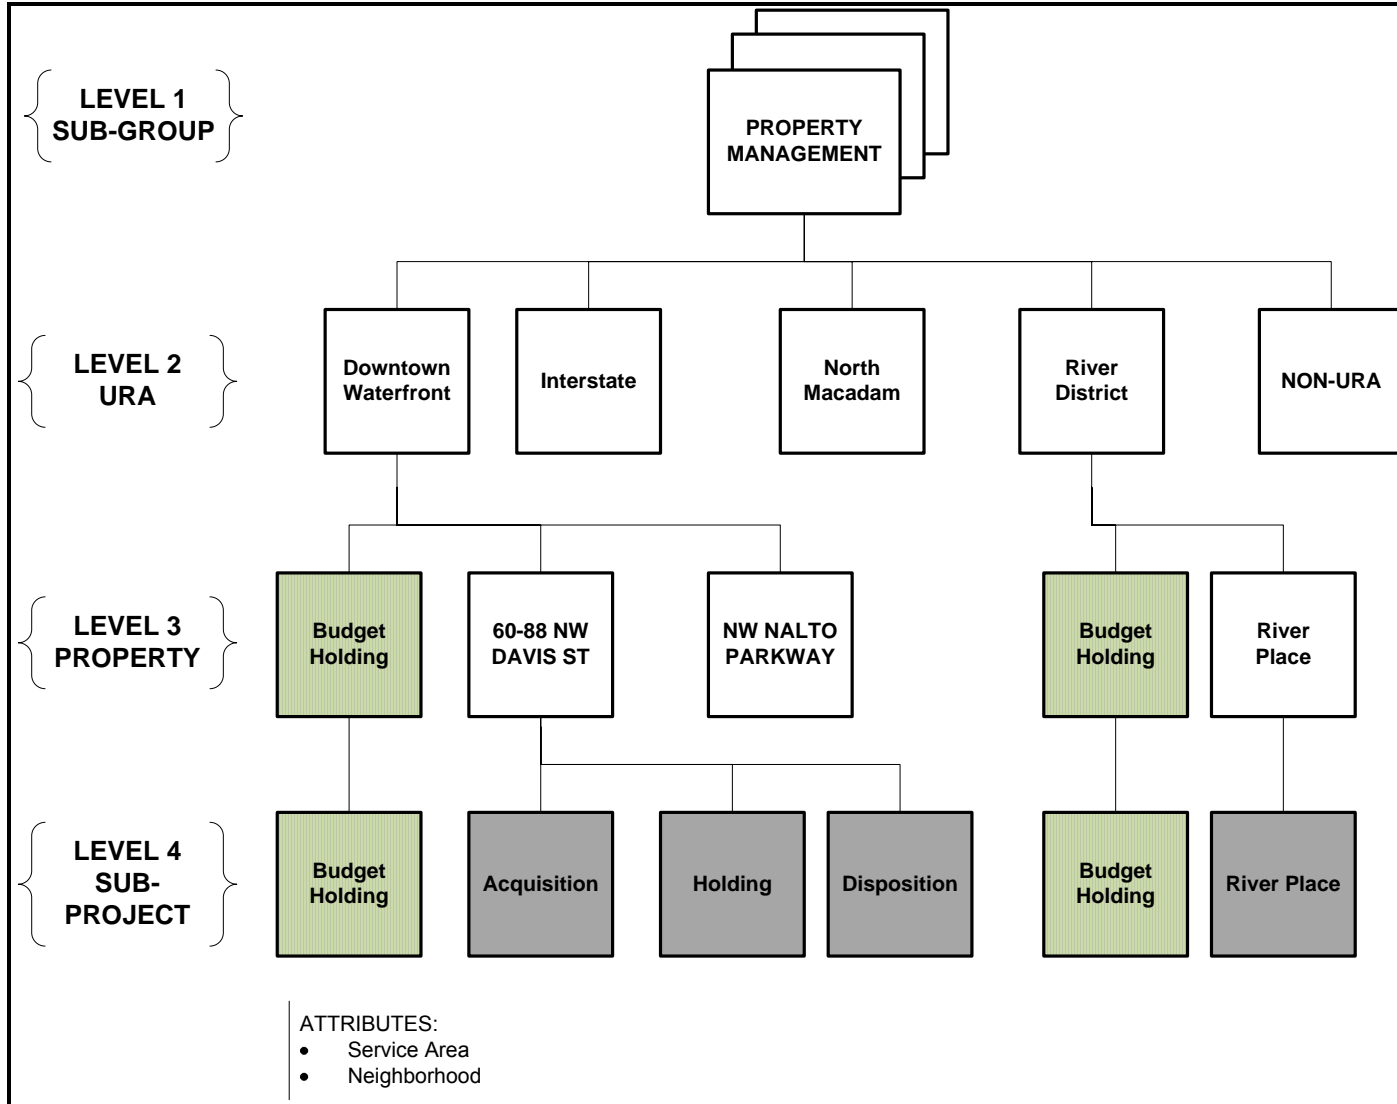 LEVEL 1
SUB-GROUP
PROPERTY
MANAGEMENT
LEVEL 2
URA
Downtown
Waterfront
Interstate
North
Macadam
River
District
NON-URA
LEVEL 3
PROPERTY
Budget
Holding
60-88 NW
DAVIS ST
NW NALTO
PARKWAY
Budget
Holding
River
Place
LEVEL 4
SUB-
PROJECT
Budget
Holding
Acquisition
Holding
Disposition
Budget
Holding
River Place
ATTRIBUTES:
• Service Area
• Neighborhood